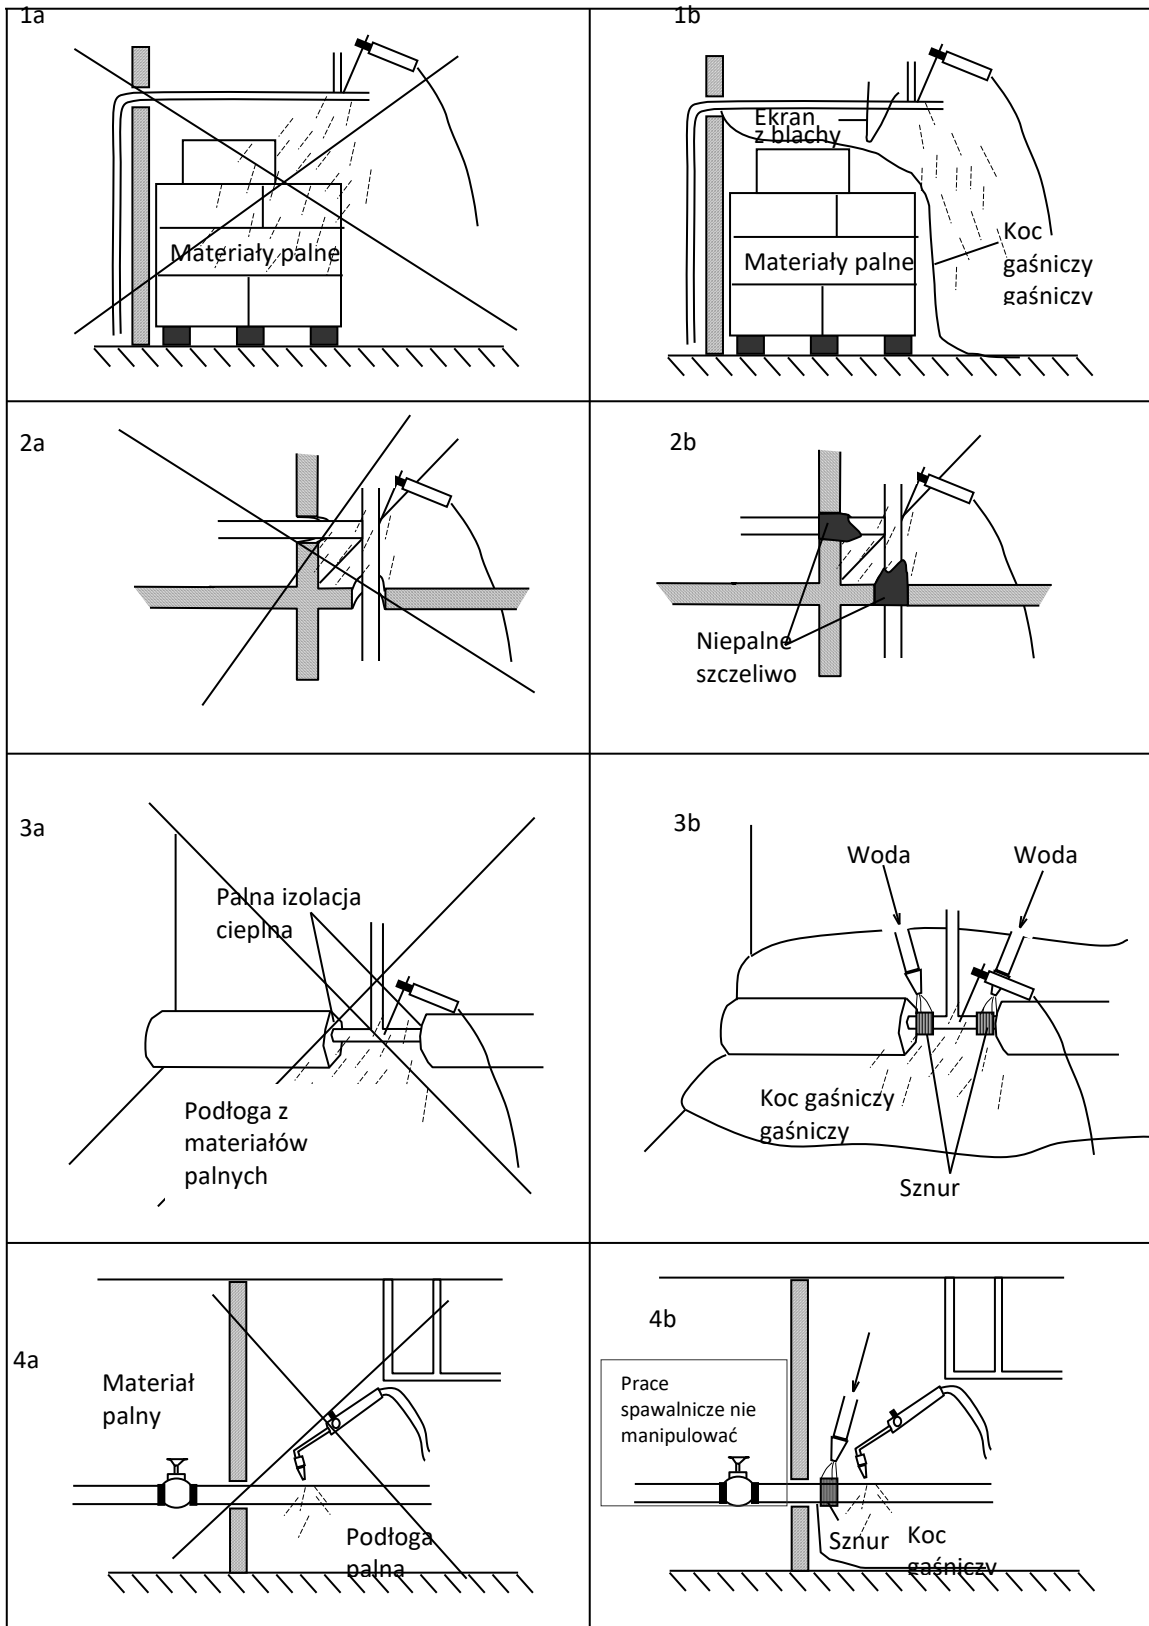 1a
Materiały palne
1b
Ekran
z blachy
Materiały palne
Koc
gaśniczy
gaśniczy
2a
2b
Niepalne
szczeliwo
3a
Palna izolacja
cieplna
Podłoga z
materiałów
palnych
3b
Woda
Woda
Koc gaśniczy
gaśniczy
Sznur
4a
Materiał
palny
Podłoga
palna
4b
Prace
spawalnicze nie
manipulować
Sznur
Koc
gaśniczy